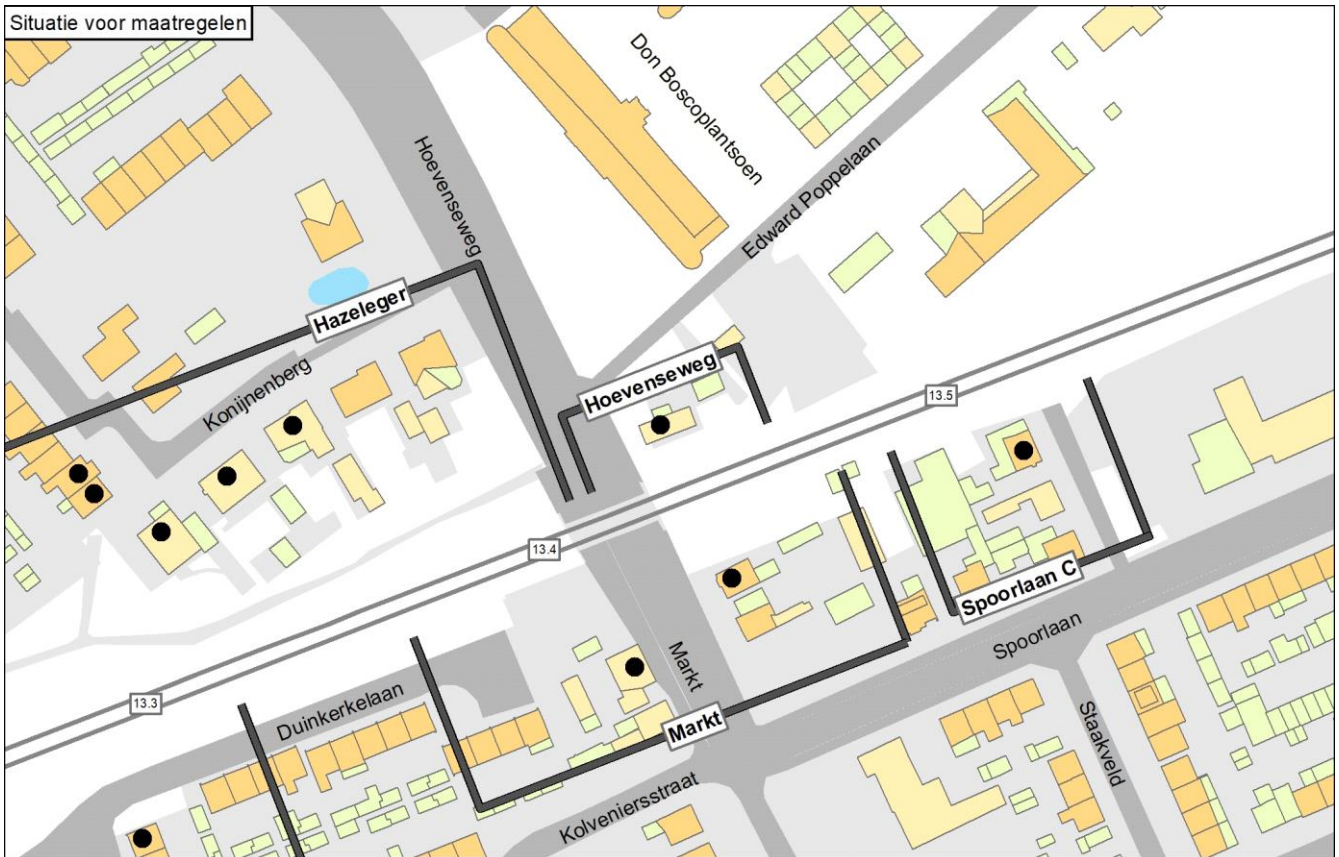 Situatie voor maatregelen
Don Boscoplantsoen
Hoevenseweg
Edward Poppelaan
Hazeleger
Konijnenberg
Hoevenseweg
13.5
13.4
Spoorlaan C
Spoorlaan
Markt
Markt
Duinkerkelaan
13.3
Staakveld
Kolveniersstraat